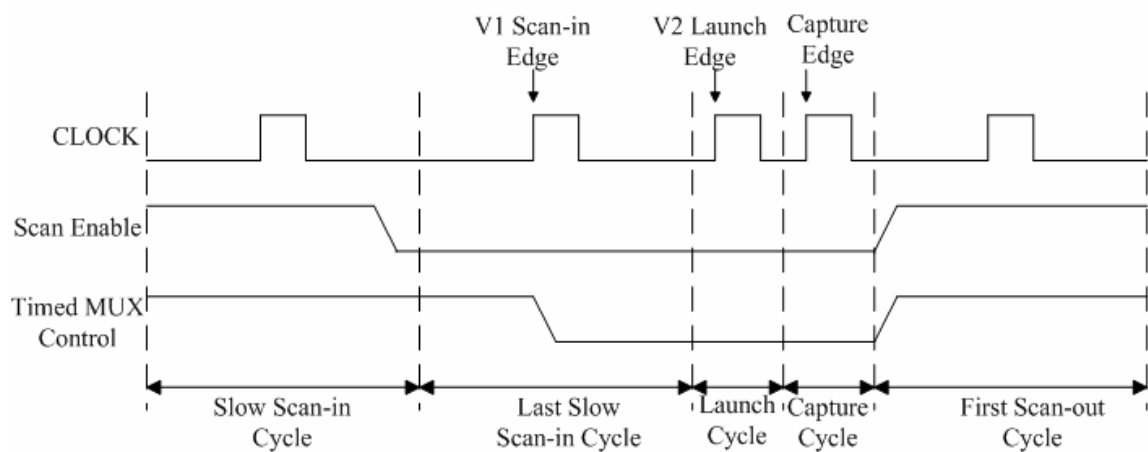 V1 Scan-in
Edge
V2 Launch
Edge
Capture
Edge
CLOCK
Scan Enable
Timed MUX
Control
Slow Scan-in
Cycle
Last Slow
Scan-in Cycle
Launch
Cycle
Capture
Cycle
First Scan-out
Cycle